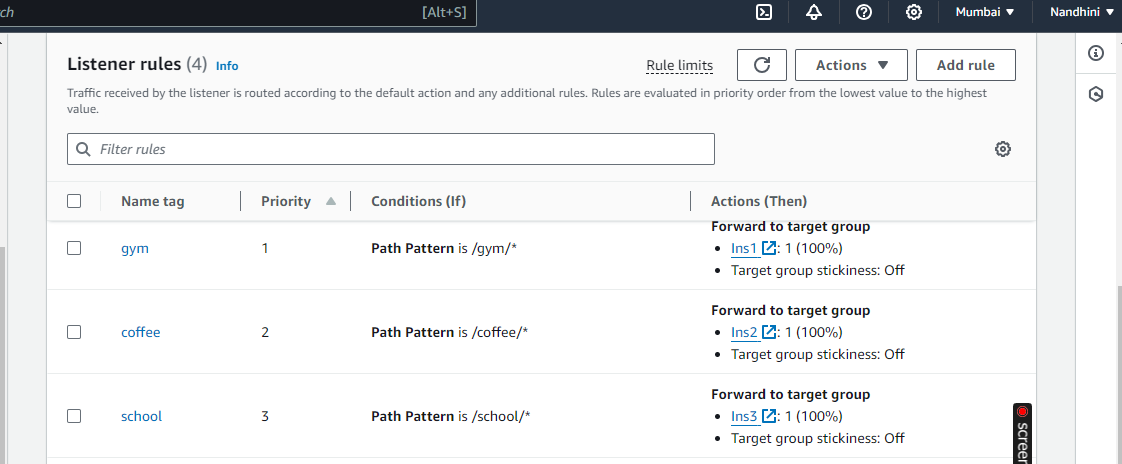 rch [Alt+S] Mumbai ▼ Nandhini ▼
Listener rules (4) Info Rule limits Actions ▼ Add rule
Traffic received by the listener is routed according to the default action and any additional rules. Rules are evaluated in priority order from the lowest value to the highest
value.
Filter rules
Name tag Priority Conditions (If) Actions (Then)
Forward to target group
gym 1 Path Pattern is /gym/* • Ins1: 1 (100%)
• Target group stickiness: Off
Forward to target group
coffee 2 Path Pattern is /coffee/* • Ins2: 1 (100%)
• Target group stickiness: Off
Forward to target group
school 3 Path Pattern is /school/* • Ins3: 1 (100%)
• Target group stickiness: Off
screen